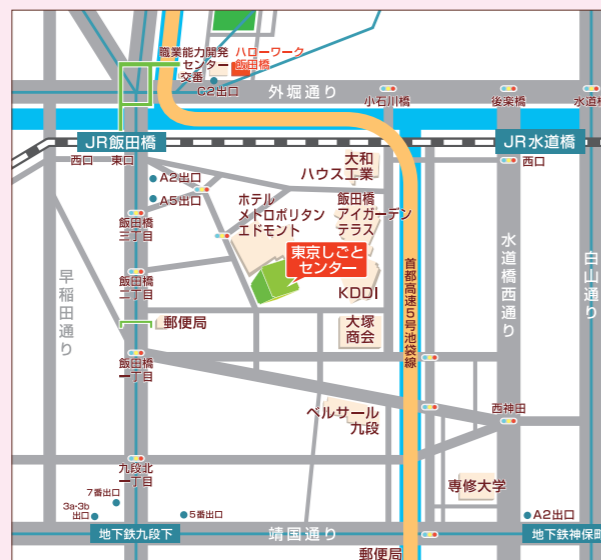 職業能力開発
センター
交番
ハローワーク
飯田橋
C2出口
外堀通り
小石川橋
後楽橋
水道橋
JR飯田橋
JR水道橋
西口
東口
西口
A2出口
A5出口
大和
ハウス工業
ホテル
メトロポリタン
エドモント
飯田橋
アイガーデン
テラス
飯田橋
三丁目
東京しごと
センター
首都高速5号池袋線
水道橋西通り
白山通り
早稲田通り
飯田橋
二丁目
KDDI
郵便局
大塚
商会
飯田橋
一丁目
ベルサール
九段
西神田
九段北
一丁目
専修大学
7番出口
3a・3b
出口
5番出口
A2出口
地下鉄九段下
靖国通り
地下鉄神保町
郵便局